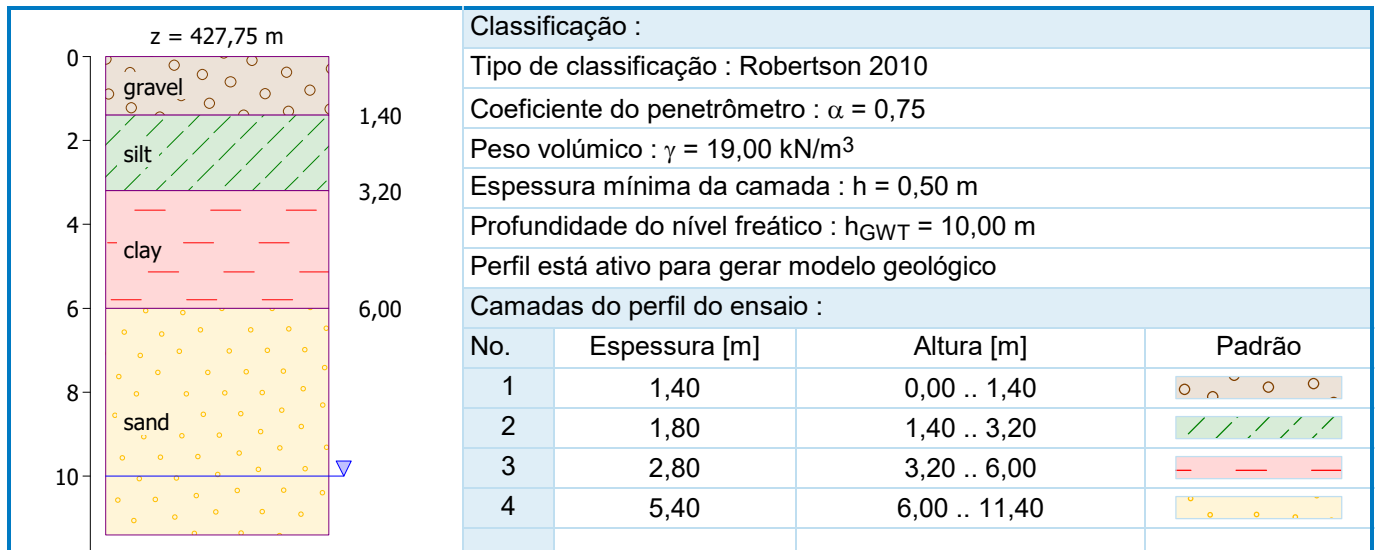 z = 427,75 m
0
gravel
1,40
2
silt
3,20
4
clay
6
6,00
8
sand
10
Classificação :
Tipo de classificação : Robertson 2010
Coeficiente do penetrômetro : α = 0,75
Peso volúmico : γ = 19,00 kN/m3
Espessura mínima da camada : h = 0,50 m
Profundidade do nível freático : hGWT = 10,00 m
Perfil está ativo para gerar modelo geológico
Camadas do perfil do ensaio :
No. Espessura [m] Altura [m] Padrão
1 1,40 0,00 .. 1,40
2 1,80 1,40 .. 3,20
3 2,80 3,20 .. 6,00
4 5,40 6,00 .. 11,40